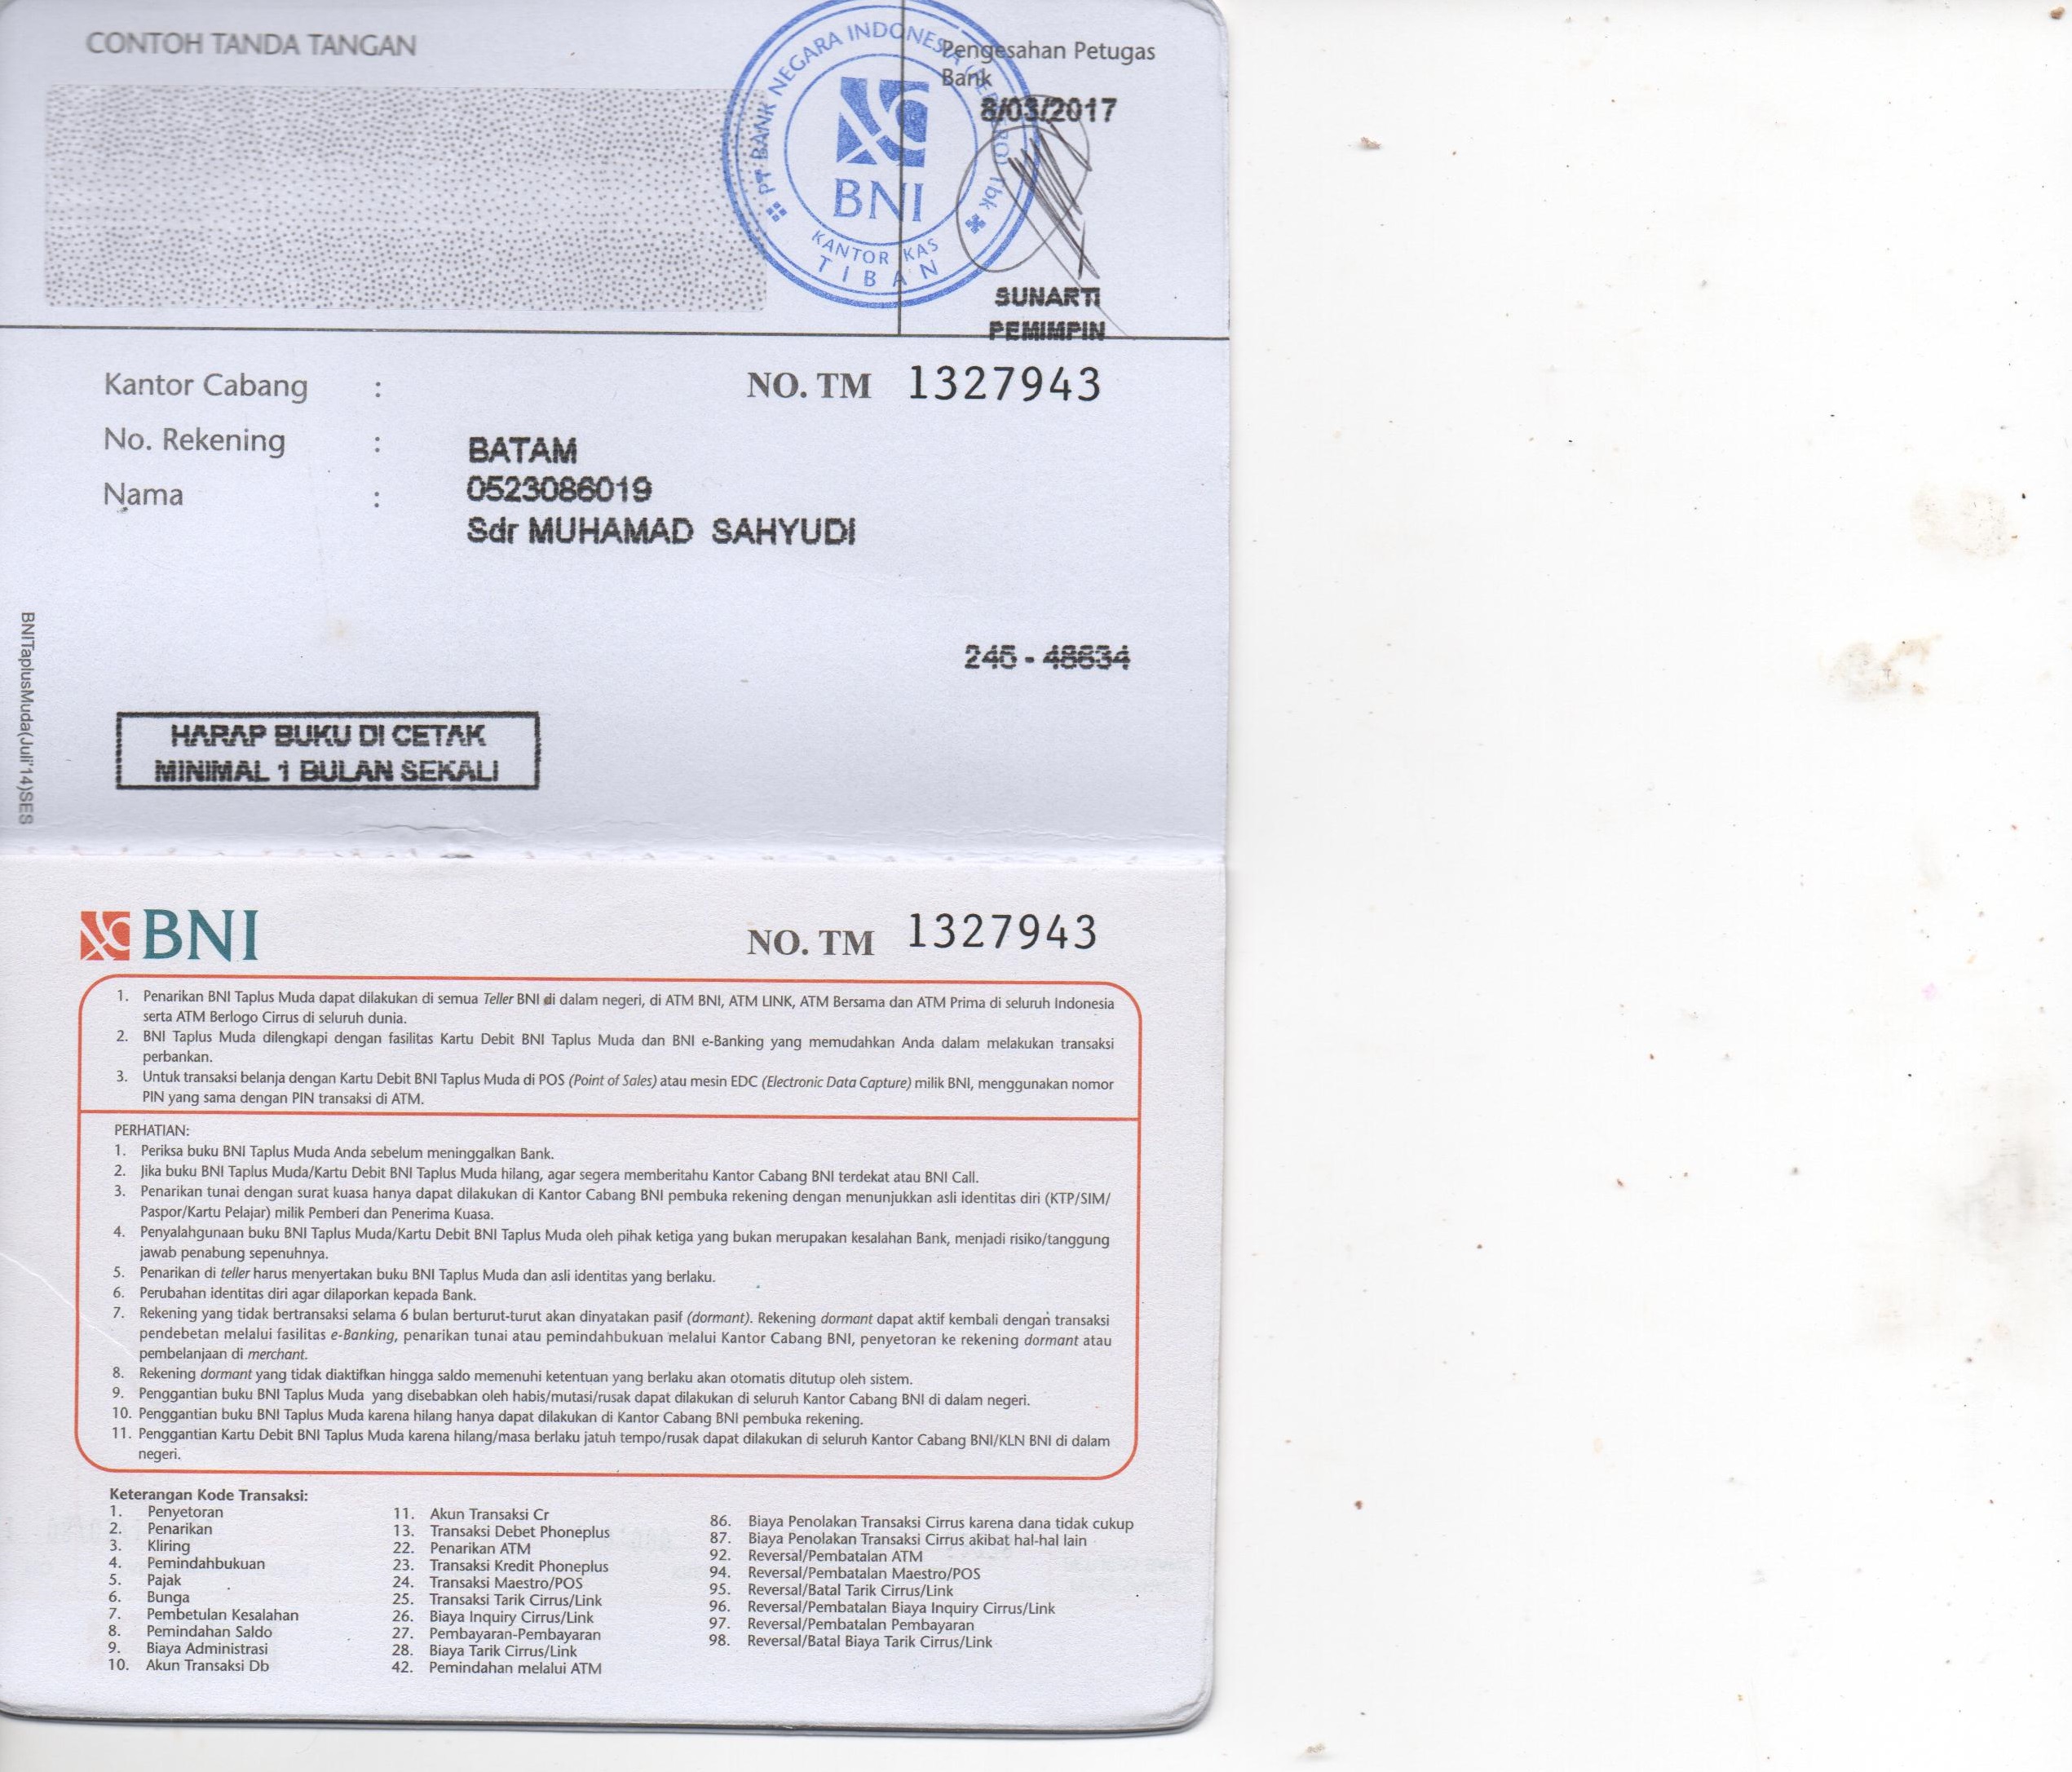 CONTOH TANDA TANGAN
PT BANK NEGARA INDONESIA (PERSERO) Tbk
BNI
KANTOR KAS
TIBAN
Pengesahan Petugas
Bank
8/03/2017
SUNARTI
PEMIMPIN
Kantor Cabang :
NO. TM 1327943
No. Rekening :
BATAM
0523086019
Nama :
Sdr MUHAMAD SAHYUDI
245 - 48634
BNITaplusMuda(Juli'14)SES
HARAP BUKU DI CETAK
MINIMAL 1 BULAN SEKALI
BNI
NO. TM 1327943
1. Penarikan BNI Taplus Muda dapat dilakukan di semua Teller BNI di dalam negeri, di ATM BNI, ATM LINK, ATM Bersama dan ATM Prima di seluruh Indonesia
serta ATM Berlogo Cirrus di seluruh dunia.
2. BNI Taplus Muda dilengkapi dengan fasilitas Kartu Debit BNI Taplus Muda dan BNI e-Banking yang memudahkan Anda dalam melakukan transaksi
perbankan.
3. Untuk transaksi belanja dengan Kartu Debit BNI Taplus Muda di POS (Point of Sales) atau mesin EDC (Electronic Data Capture) milik BNI, menggunakan nomor
PIN yang sama dengan PIN transaksi di ATM.
PERHATIAN:
1. Periksa buku BNI Taplus Muda Anda sebelum meninggalkan Bank.
2. Jika buku BNI Taplus Muda/Kartu Debit BNI Taplus Muda hilang, agar segera memberitahu Kantor Cabang BNI terdekat atau BNI Call.
3. Penarikan tunai dengan surat kuasa hanya dapat dilakukan di Kantor Cabang BNI pembuka rekening dengan menunjukkan asli identitas diri (KTP/SIM/
Paspor/Kartu Pelajar) milik Pemberi dan Penerima Kuasa.
4. Penyalahgunaan buku BNI Taplus Muda/Kartu Debit BNI Taplus Muda oleh pihak ketiga yang bukan merupakan kesalahan Bank, menjadi risiko/tanggung
jawab penabung sepenuhnya.
5. Penarikan di teller harus menyertakan buku BNI Taplus Muda dan asli identitas yang berlaku.
6. Perubahan identitas diri agar dilaporkan kepada Bank.
7. Rekening yang tidak bertransaksi selama 6 bulan berturut-turut akan dinyatakan pasif (dormant). Rekening dormant dapat aktif kembali dengan transaksi
pendebetan melalui fasilitas e-Banking, penarikan tunai atau pemindahbukuan melalui Kantor Cabang BNI, penyetoran ke rekening dormant atau
pembelanjaan di merchant.
8. Rekening dormant yang tidak diaktifkan hingga saldo memenuhi ketentuan yang berlaku akan otomatis ditutup oleh sistem.
9. Penggantian buku BNI Taplus Muda yang disebabkan oleh habis/mutasi/rusak dapat dilakukan di seluruh Kantor Cabang BNI di dalam negeri.
10. Penggantian buku BNI Taplus Muda karena hilang hanya dapat dilakukan di Kantor Cabang BNI pembuka rekening.
11. Penggantian Kartu Debit BNI Taplus Muda karena hilang/masa berlaku jatuh tempo/rusak dapat dilakukan di seluruh Kantor Cabang BNI/KLN BNI di dalam
negeri.
Keterangan Kode Transaksi:
1. Penyetoran
2. Penarikan
3. Kliring
4. Pemindahbukuan
5. Pajak
6. Bunga
7. Pembetulan Kesalahan
8. Pemindahan Saldo
9. Biaya Administrasi
10. Akun Transaksi Db
11. Akun Transaksi Cr
13. Transaksi Debet Phoneplus
22. Penarikan ATM
23. Transaksi Kredit Phoneplus
24. Transaksi Maestro/POS
25. Transaksi Tarik Cirrus/Link
26. Biaya Inquiry Cirrus/Link
27. Pembayaran-Pembayaran
28. Biaya Tarik Cirrus/Link
42. Pemindahan melalui ATM
86. Biaya Penolakan Transaksi Cirrus karena dana tidak cukup
87. Biaya Penolakan Transaksi Cirrus akibat hal-hal lain
92. Reversal/Pembatalan ATM
94. Reversal/Pembatalan Maestro/POS
95. Reversal/Batal Tarik Cirrus/Link
96. Reversal/Pembatalan Biaya Inquiry Cirrus/Link
97. Reversal/Pembatalan Pembayaran
98. Reversal/Batal Biaya Tarik Cirrus/Link